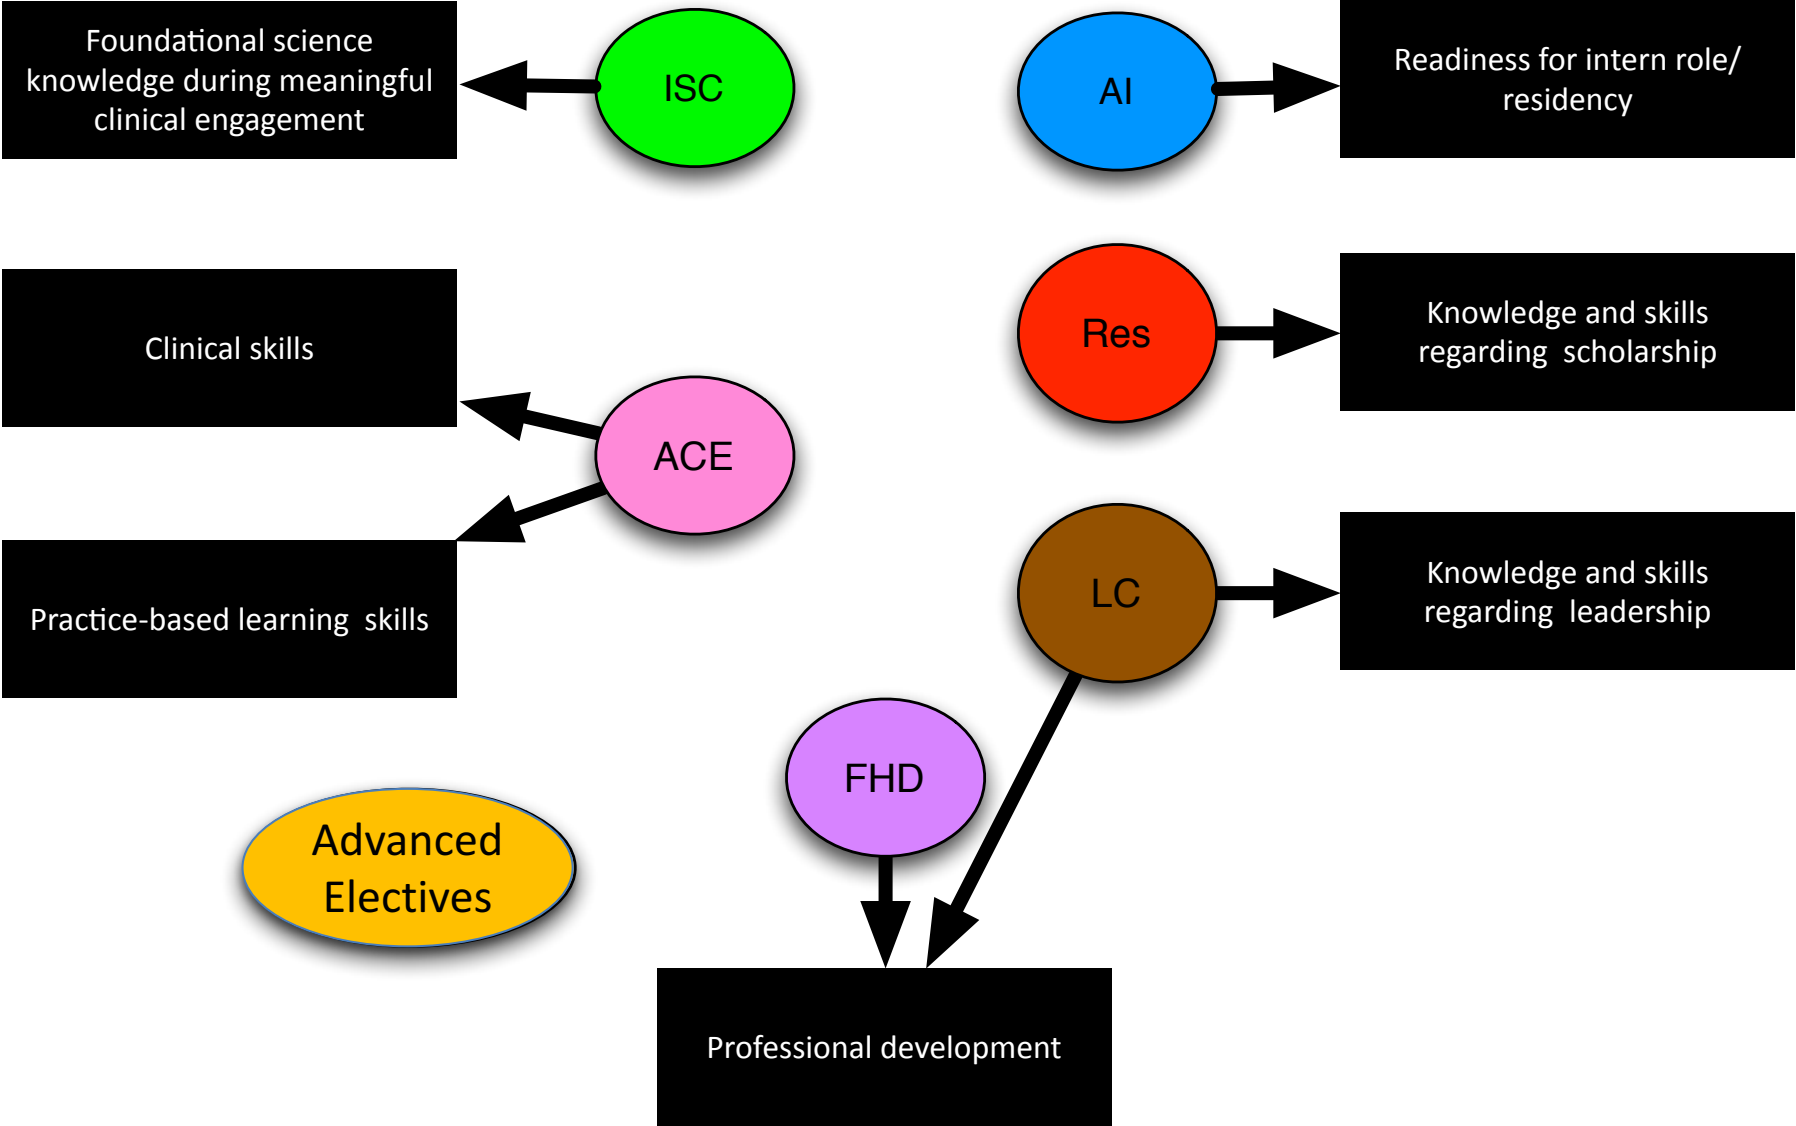 Foundational science
knowledge during meaningful
clinical engagement
ISC
AI
Readiness for intern role/
residency
Clinical skills
Res
Knowledge and skills
regarding  scholarship
ACE
Practice-based learning  skills
LC
Knowledge and skills
regarding  leadership
FHD
Advanced
Electives
Professional development